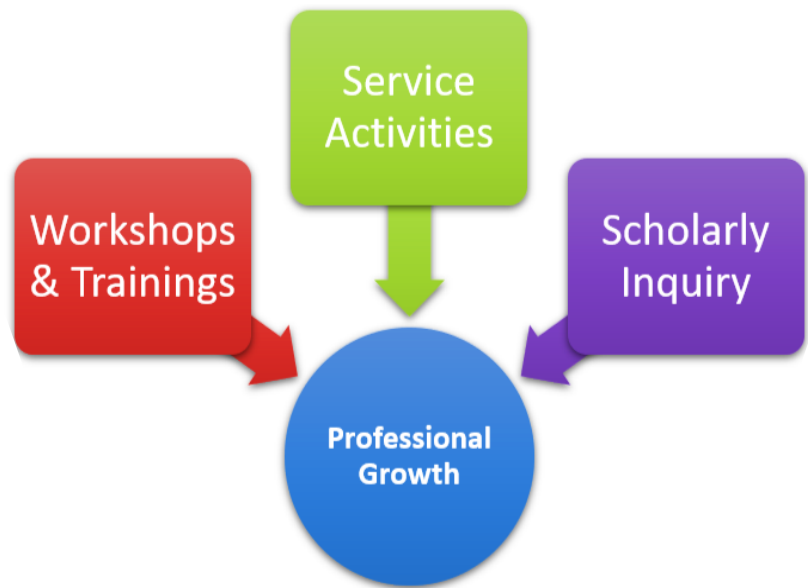 Service
Activities
Workshops
& Trainings
Scholarly
Inquiry
Professional
Growth